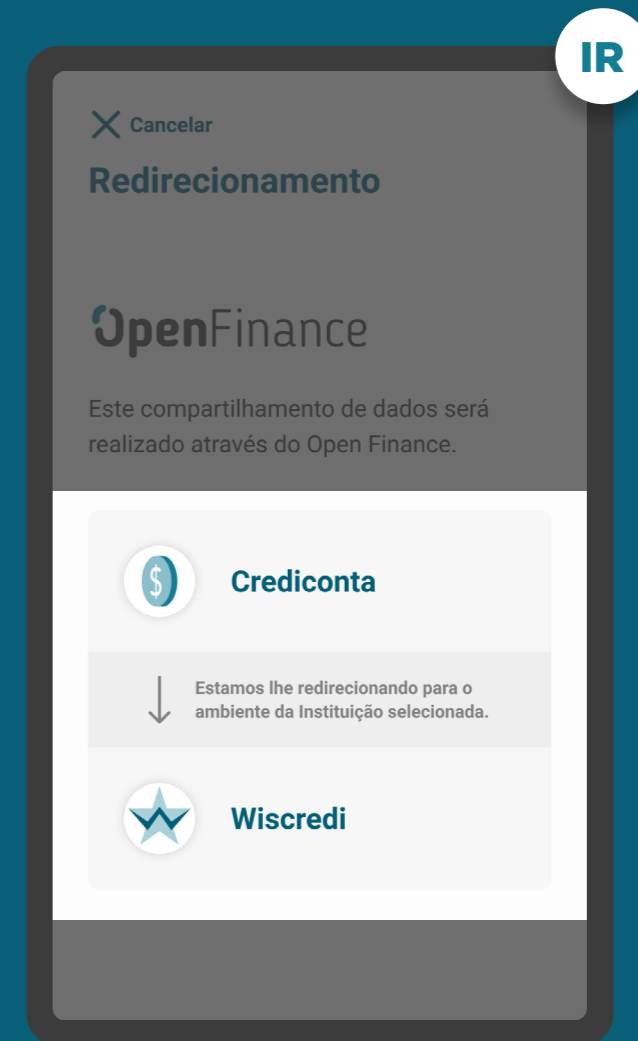 IR
Cancelar
Redirecionamento
OpenFinance
Este compartilhamento de dados será
realizado através do Open Finance.
$
Crediconta
Estamos lhe redirecionando para o
ambiente da Instituição selecionada.
Wiscredi